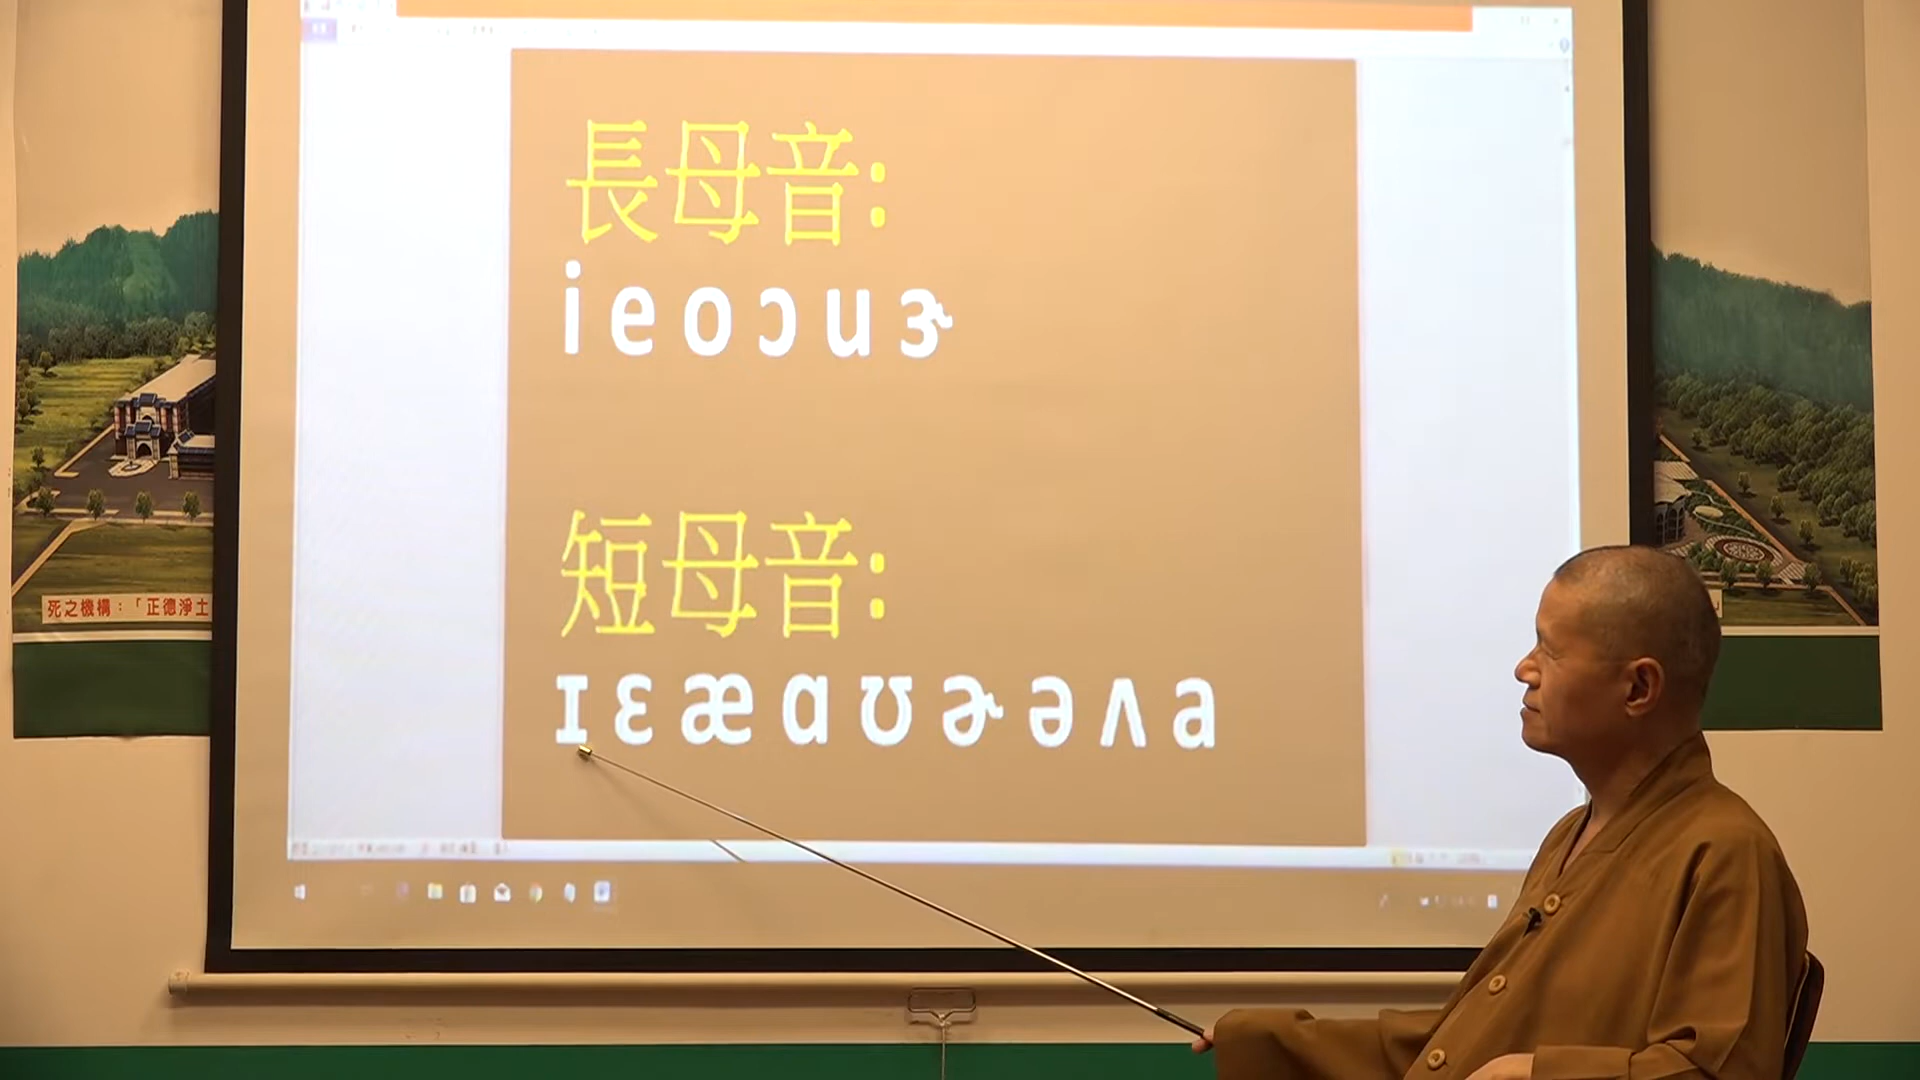 長母音:
i e o ɔ u ɝ
短母音:
ɪ ɛ æ ɑ ʊ ɚ ə ʌ a
死之機構：「正德淨土